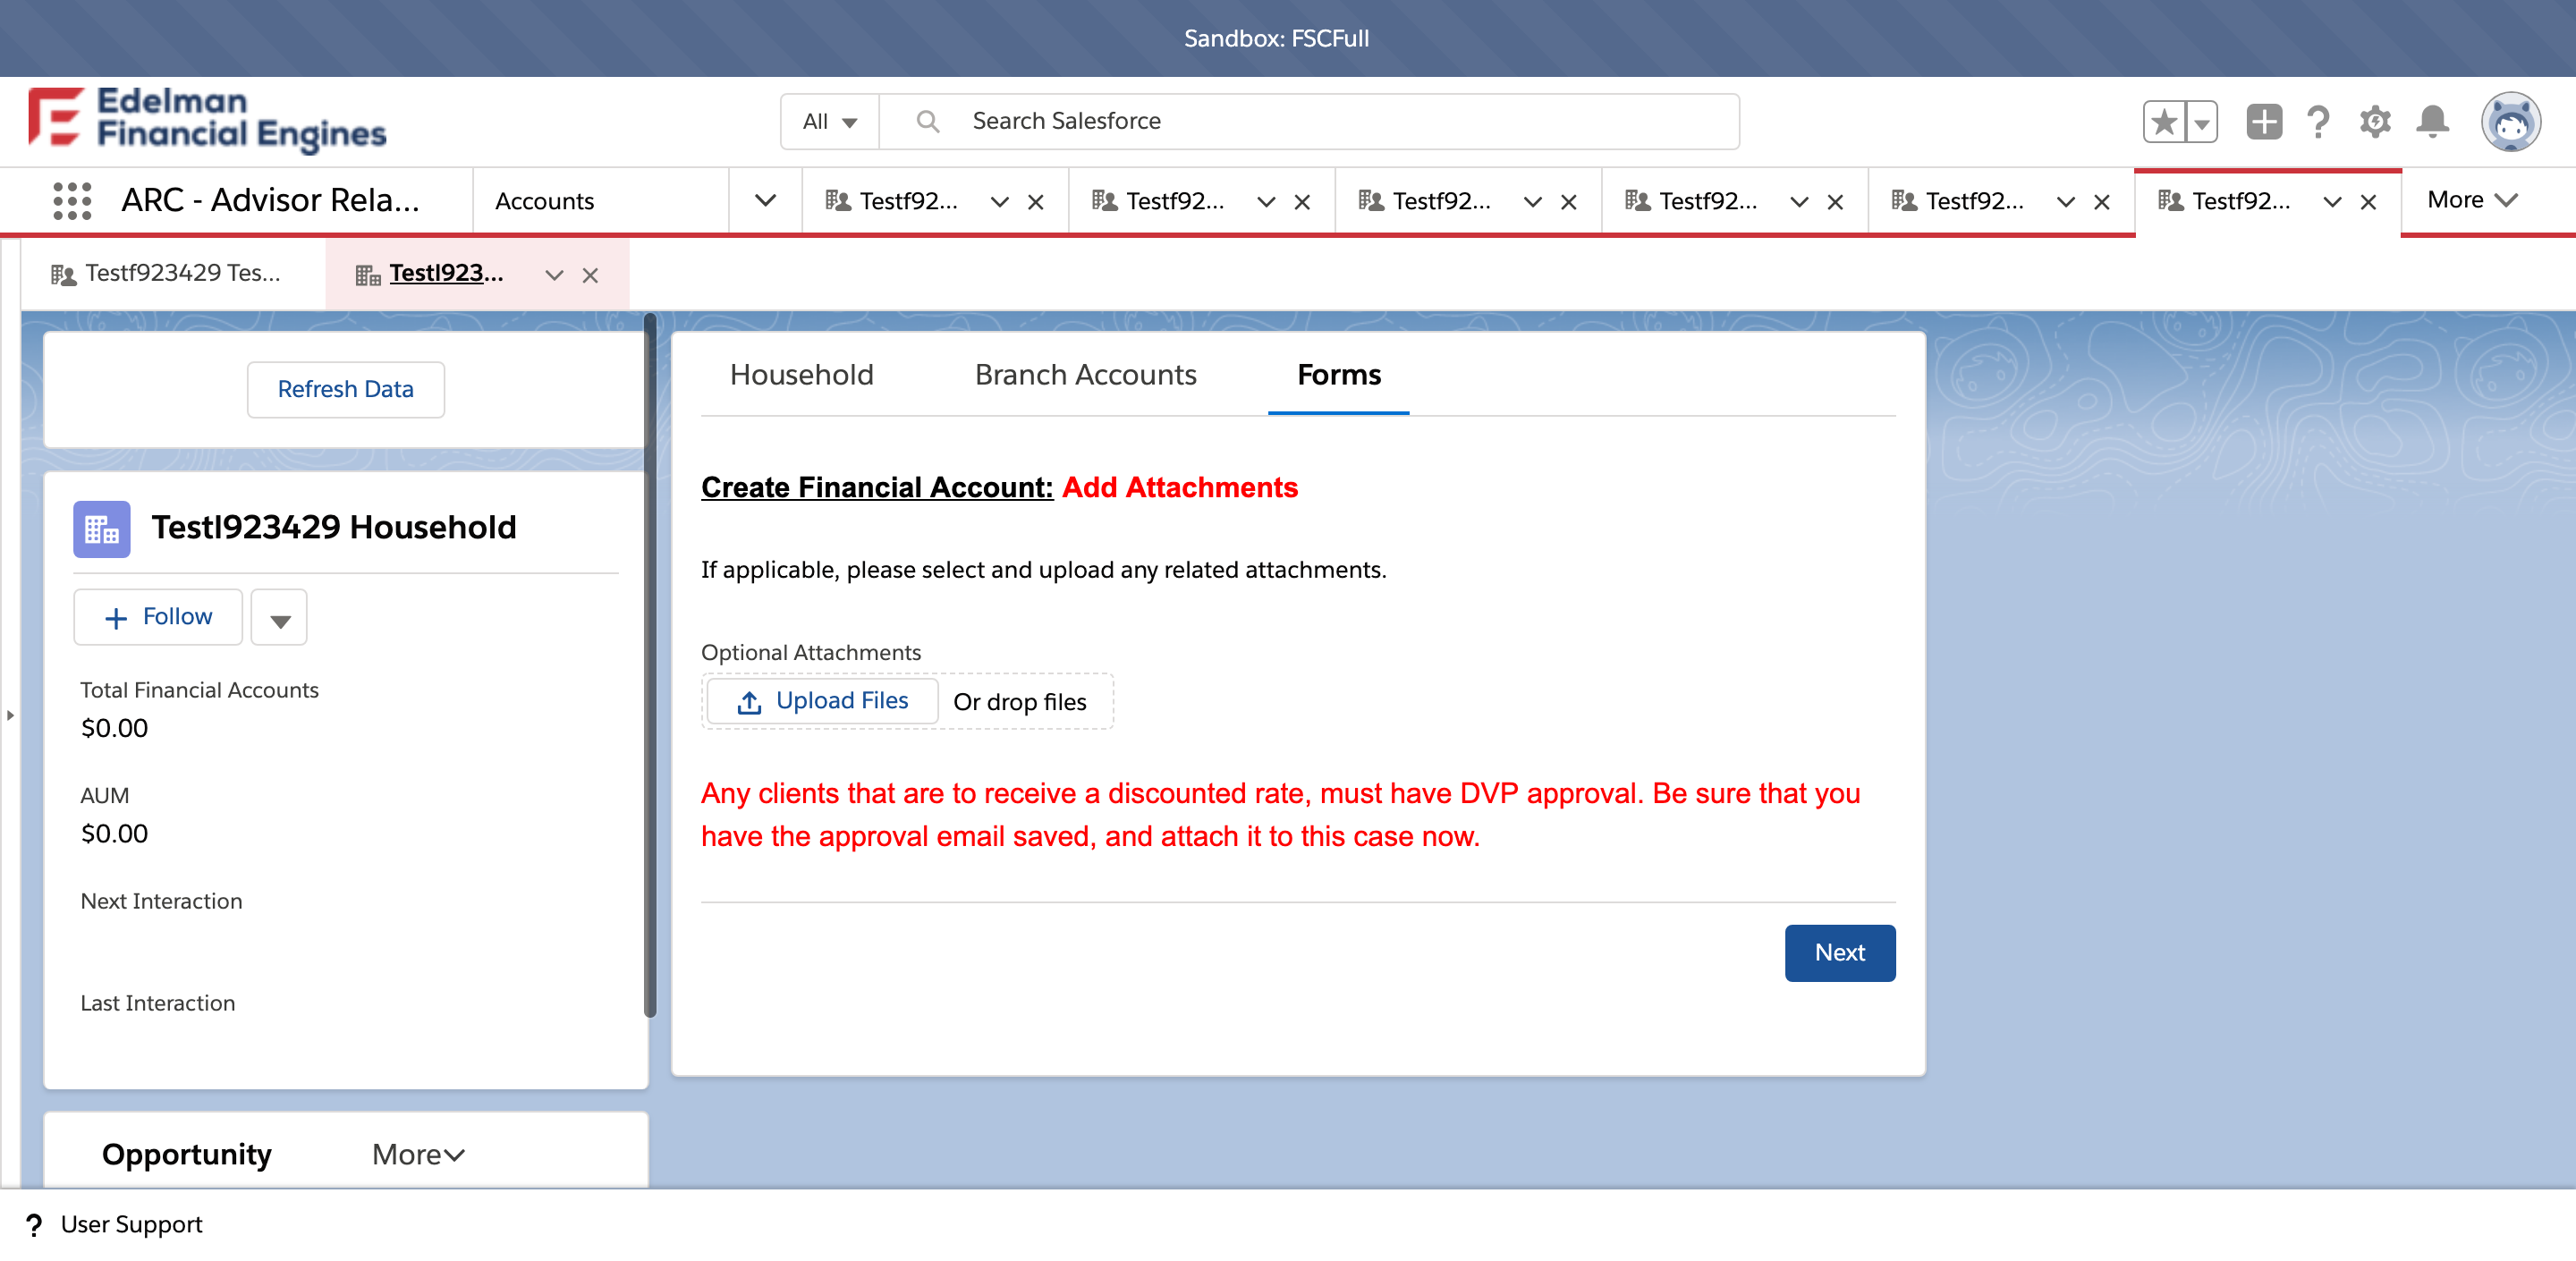 Sandbox: FSCFull
Edelman
Financial Engines
All
Search Salesforce
ARC - Advisor Rela...
Accounts
Testf92...
Testf92...
Testf92...
Testf92...
Testf92...
Testf92...
More
Testf923429 Tes...
Testl923...
Refresh Data
Testl923429 Household
Follow
Total Financial Accounts
$0.00
AUM
$0.00
Next Interaction
Last Interaction
Opportunity
More
Household
Branch Accounts
Forms
Create Financial Account: Add Attachments
If applicable, please select and upload any related attachments.
Optional Attachments
Upload Files
Or drop files
Any clients that are to receive a discounted rate, must have DVP approval. Be sure that you
have the approval email saved, and attach it to this case now.
Next
? User Support